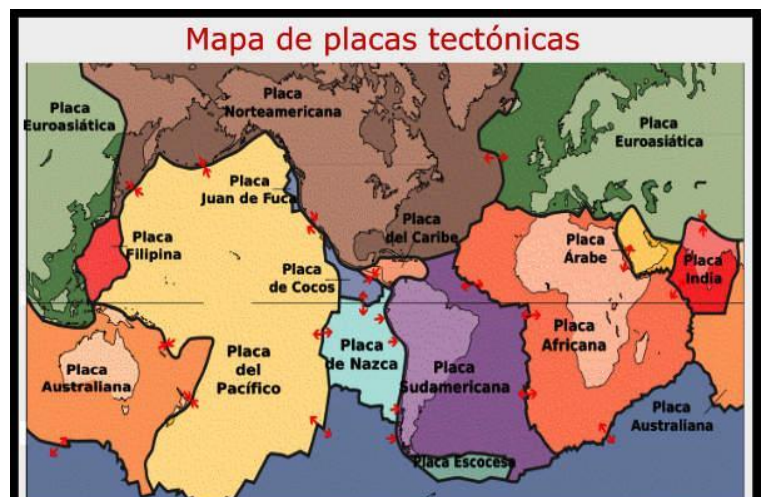 Mapa de placas tectónicas
Placa
Euroasiática
Placa
Norteamericana
Placa
Euroasiática
Placa
Juan de Fuca
Placa
Filipina
Placa
del Caribe
Placa
Árabe
Placa
India
Placa
de Cocos
Placa
Australiana
Placa
del
Pacífico
Placa
de Nazca
Placa
Sudamericana
Placa
Africana
Placa
Australiana
Placa Escocesa